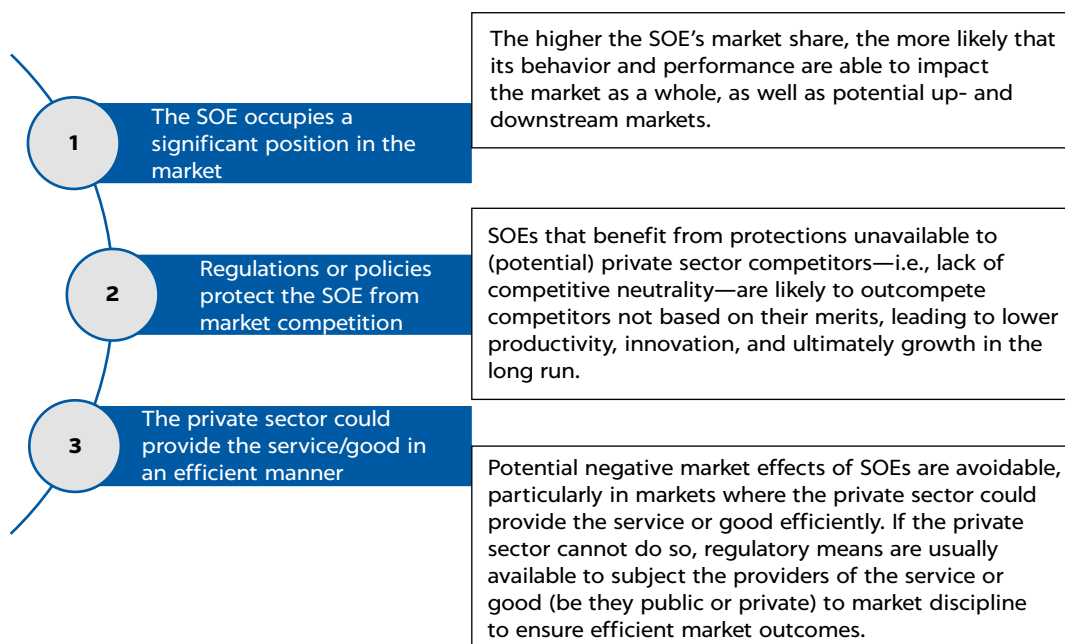 1
The SOE occupies a
significant position in the
market
The higher the SOE’s market share, the more likely that
its behavior and performance are able to impact
the market as a whole, as well as potential up- and
downstream markets.
2
Regulations or policies
protect the SOE from
market competition
SOEs that benefit from protections unavailable to
(potential) private sector competitors—i.e., lack of
competitive neutrality—are likely to outcompete
competitors not based on their merits, leading to lower
productivity, innovation, and ultimately growth in the
long run.
3
The private sector could
provide the service/good in
an efficient manner
Potential negative market effects of SOEs are avoidable,
particularly in markets where the private sector could
provide the service or good efficiently. If the private
sector cannot do so, regulatory means are usually
available to subject the providers of the service or
good (be they public or private) to market discipline
to ensure efficient market outcomes.